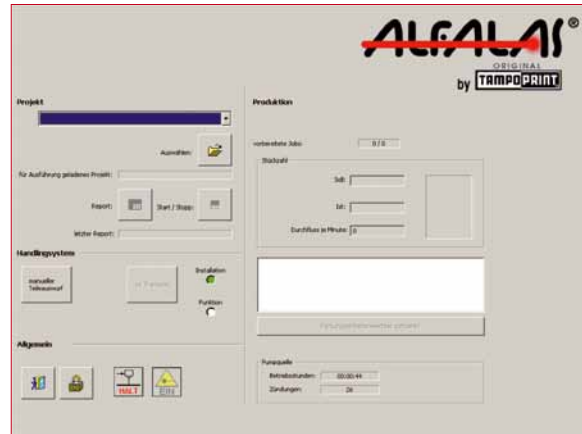 ALFALAS®
ORIGINAL
by TAMPOPRINT
Projekt
Auswählen:
für Ausführung geladenes Projekt:
Report:
Start / Stopp:
letzter Report:
Handlingsystem
manueller
Teileauswurf
Installation
Funktion
Allgemein
HALT
EIN
Produktion
vorbereitete Jobs:
0 / 0
Stückzahl
Soll:
Ist:
Durchfluss je Minute:
0
Pumpquelle
Betriebsstunden:
00:00:44
Zündungen:
26